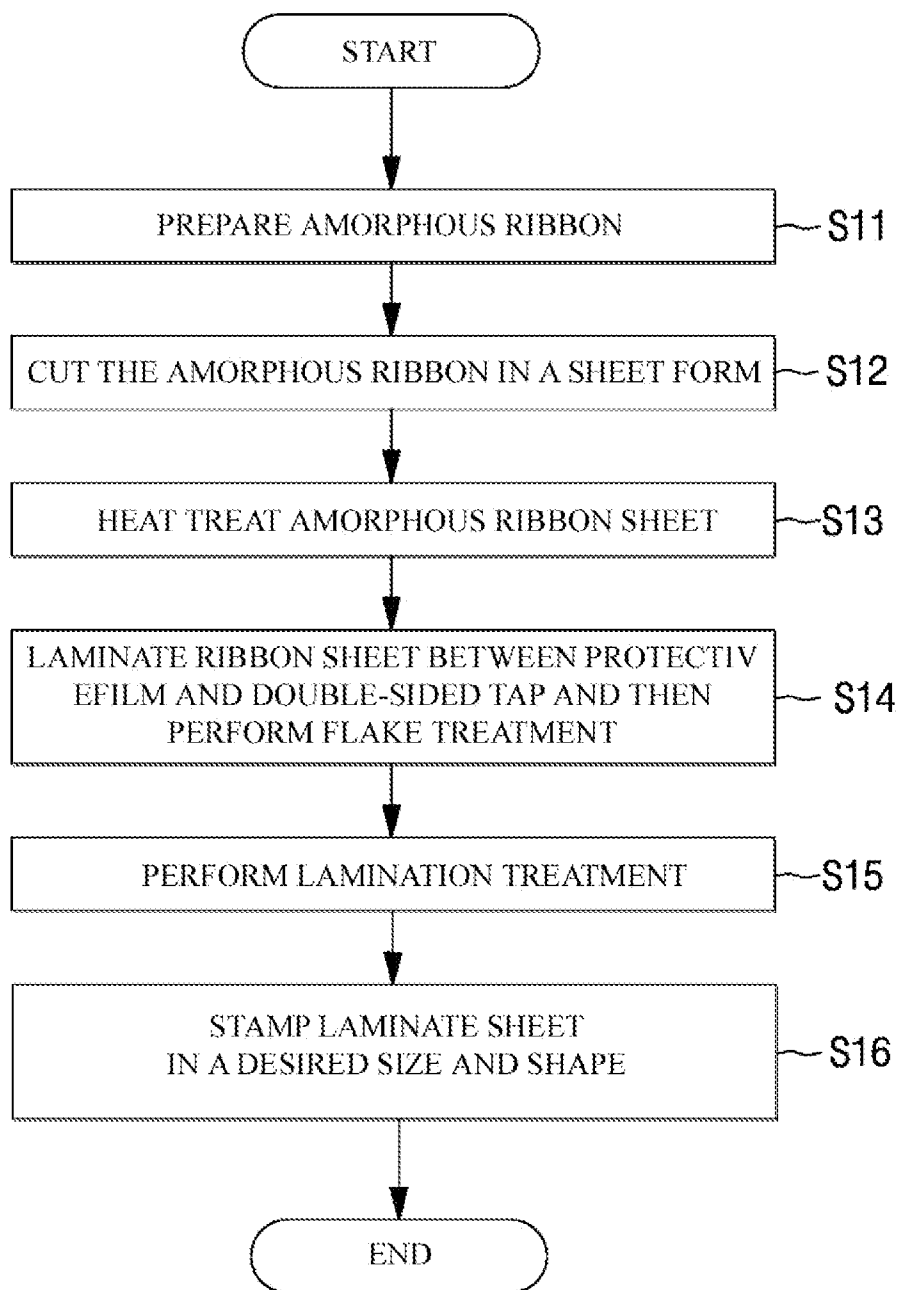 START
PREPARE AMORPHOUS RIBBON
S11
CUT THE AMORPHOUS RIBBON IN A SHEET FORM
S12
HEAT TREAT AMORPHOUS RIBBON SHEET
S13
LAMINATE RIBBON SHEET BETWEEN PROTECTIV
EFILM AND DOUBLE-SIDED TAP AND THEN
PERFORM FLAKE TREATMENT
S14
PERFORM LAMINATION TREATMENT
S15
STAMP LAMINATE SHEET
IN A DESIRED SIZE AND SHAPE
S16
END